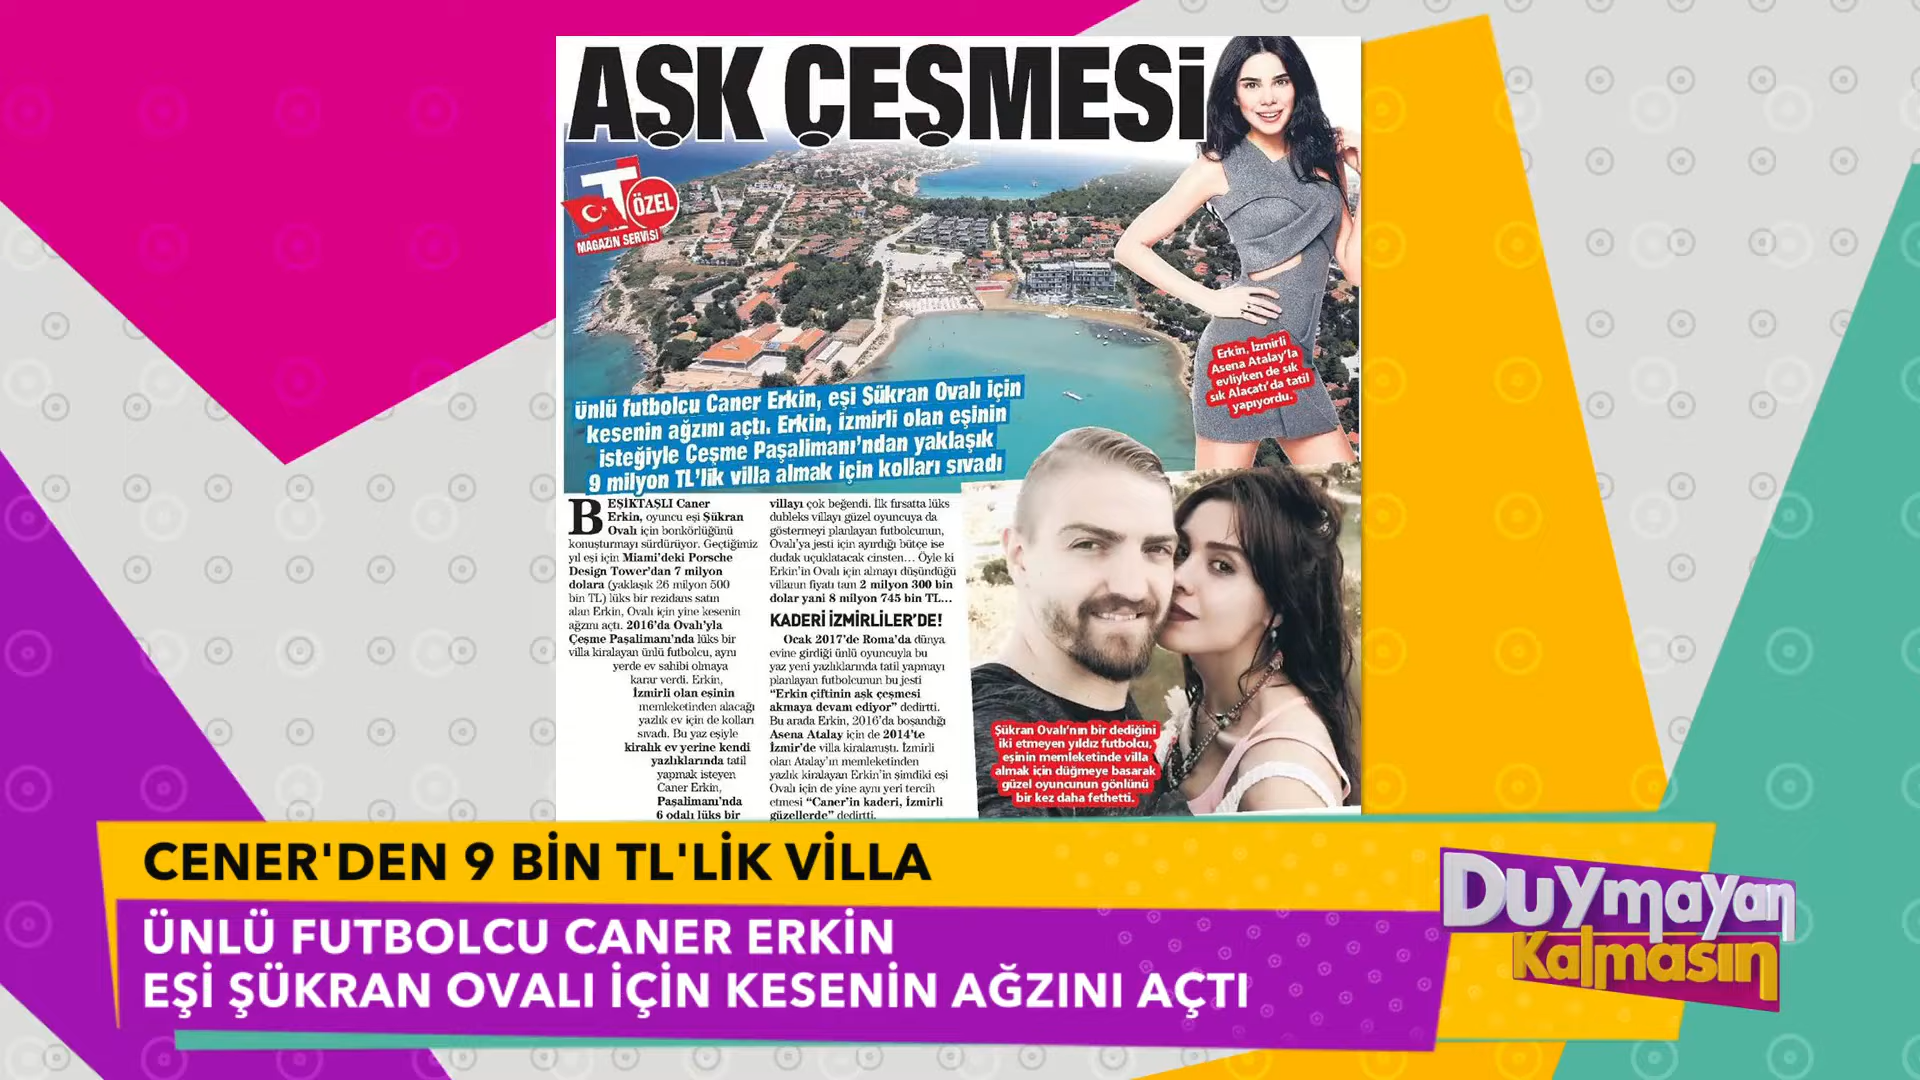 AŞK ÇEŞMESİ
T ÖZEL
MAGAZİN SERVİSİ
Erkin, İzmirli
Asena Atalay'la
evliyken de sık
sık Alaçatı'da tatil
yapıyordu.
Ünlü futbolcu Caner Erkin, eşi Şükran Ovalı için
kesenin ağzını açtı. Erkin, İzmirli olan eşinin
isteğiyle Çeşme Paşalimanı'ndan yaklaşık
9 milyon TL'lik villa almak için kolları sıvadı
BEŞİKTAŞLI Caner
Erkin, oyuncu eşi Şükran
Ovalı için bonkörlüğünü
konuşturmayı sürdürüyor. Geçtiğimiz
yıl eşi için Miami'deki Porsche
Design Tower'dan 7 milyon
dolara (yaklaşık 26 milyon 500
bin TL) lüks bir rezidans satın
alan Erkin, Ovalı için yine kesenin
ağzını açtı. 2016'da Ovalı'yla
Çeşme Paşalimanı'nda lüks bir
villa kiralayan ünlü futbolcu, aynı
yerde ev sahibi olmaya
karar verdi. Erkin,
İzmirli olan eşinin
memleketinden alacağı
yazlık ev için de kolları
sıvadı. Bu yaz eşiyle
kiralık ev yerine kendi
yazlıklarında tatil
yapmak isteyen
Caner Erkin,
Paşalimanı'nda
6 odalı lüks bir
villayı çok beğendi. İlk fırsatta lüks
dubleks villayı güzel oyuncuya da
göstermeyi planlayan futbolcunun,
Ovalı'ya jesti için ayırdığı bütçe ise
dudak uçuklatacak cinsten... Öyle ki
Erkin'in Ovalı için almayı düşündüğü
villanın fiyatı tam 2 milyon 300 bin
dolar yani 8 milyon 745 bin TL...
KADERİ İZMİRLİLER'DE!
Ocak 2017'de Roma'da dünya
evine girdiği ünlü oyuncuyla bu
yaz yeni yazlıklarında tatil yapmayı
planlayan futbolcunun bu jesti
"Erkin çiftinin aşk çeşmesi
akmaya devam ediyor" dedirtti.
Bu arada Erkin, 2016'da boşandığı
Asena Atalay için de 2014'te
İzmir'de villa kiralamıştı. İzmirli
olan Atalay'ın memleketinden
yazlık kiralayan Erkin'in şimdiki eşi
Ovalı için de yine aynı yeri tercih
etmesi "Caner'in kaderi, İzmirli
güzellerde" dedirtti.
Şükran Ovalı'nın bir dediğini
iki etmeyen yıldız futbolcu,
eşinin memleketinde villa
almak için düğmeye basarak
güzel oyuncunun gönlünü
bir kez daha fethetti.
CENER'DEN 9 BİN TL'LİK VİLLA
ÜNLÜ FUTBOLCU CANER ERKİN
EŞİ ŞÜKRAN OVALI İÇİN KESENİN AĞZINI AÇTI
Duymayan
Kalmasın